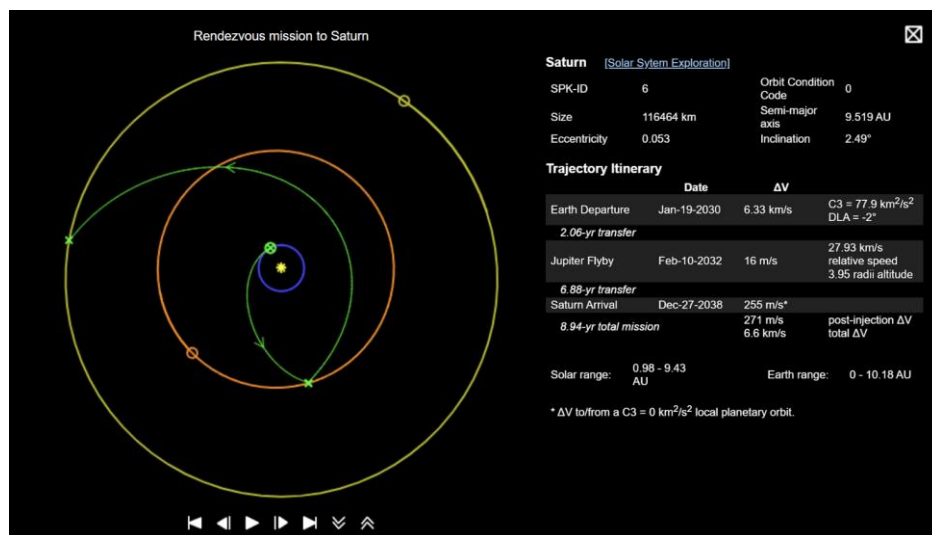 Rendezvous mission to Saturn
Saturn [Solar Sytem Exploration]
SPK-ID 6 Orbit Condition Code 0
Size 116464 km Semi-major axis 9.519 AU
Eccentricity 0.053 Inclination 2.49°
Trajectory Itinerary
Date ΔV
Earth Departure Jan-19-2030 6.33 km/s C3 = 77.9 km²/s² DLA = -2°
2.06-yr transfer
Jupiter Flyby Feb-10-2032 16 m/s 27.93 km/s relative speed 3.95 radii altitude
6.88-yr transfer
Saturn Arrival Dec-27-2038 255 m/s*
8.94-yr total mission 271 m/s post-injection ΔV
6.6 km/s total ΔV
Solar range: 0.98 - 9.43 AU Earth range: 0 - 10.18 AU
* ΔV to/from a C3 = 0 km²/s² local planetary orbit.